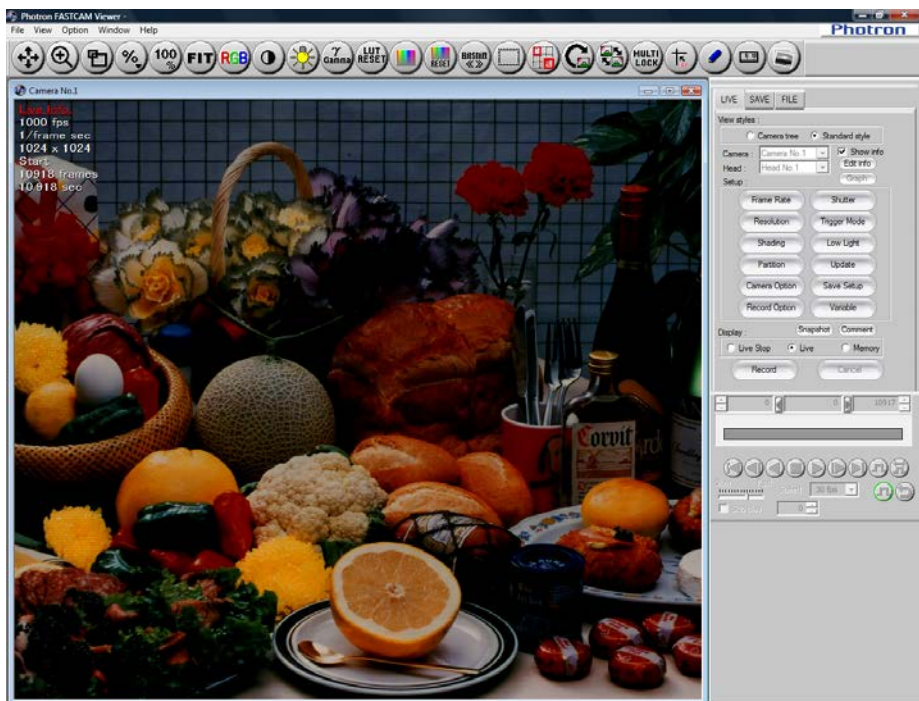 Photron FASTCAM Viewer -
File View Option Window Help
Photron
% 100 % FIT RGB γ Gamma LUT RESET RESET BITSHIFT MULTI LOCK
Camera No.1
Live Info.
1000 fps
1/frame sec
1024 x 1024
Start
10918 frames
10.918 sec
Corvit
LIVE SAVE FILE
View styles :
Camera tree Standard style
Camera : Camera No.1 Show info
Head : Head No.1 Edit info
Graph
Setup :
Frame Rate Shutter
Resolution Trigger Mode
Shading Low Light
Partition Update
Camera Option Save Setup
Record Option Variable
Display : Snapshot Comment
Live Stop Live Memory
Record Cancel
0 0 10917
30 fps
0